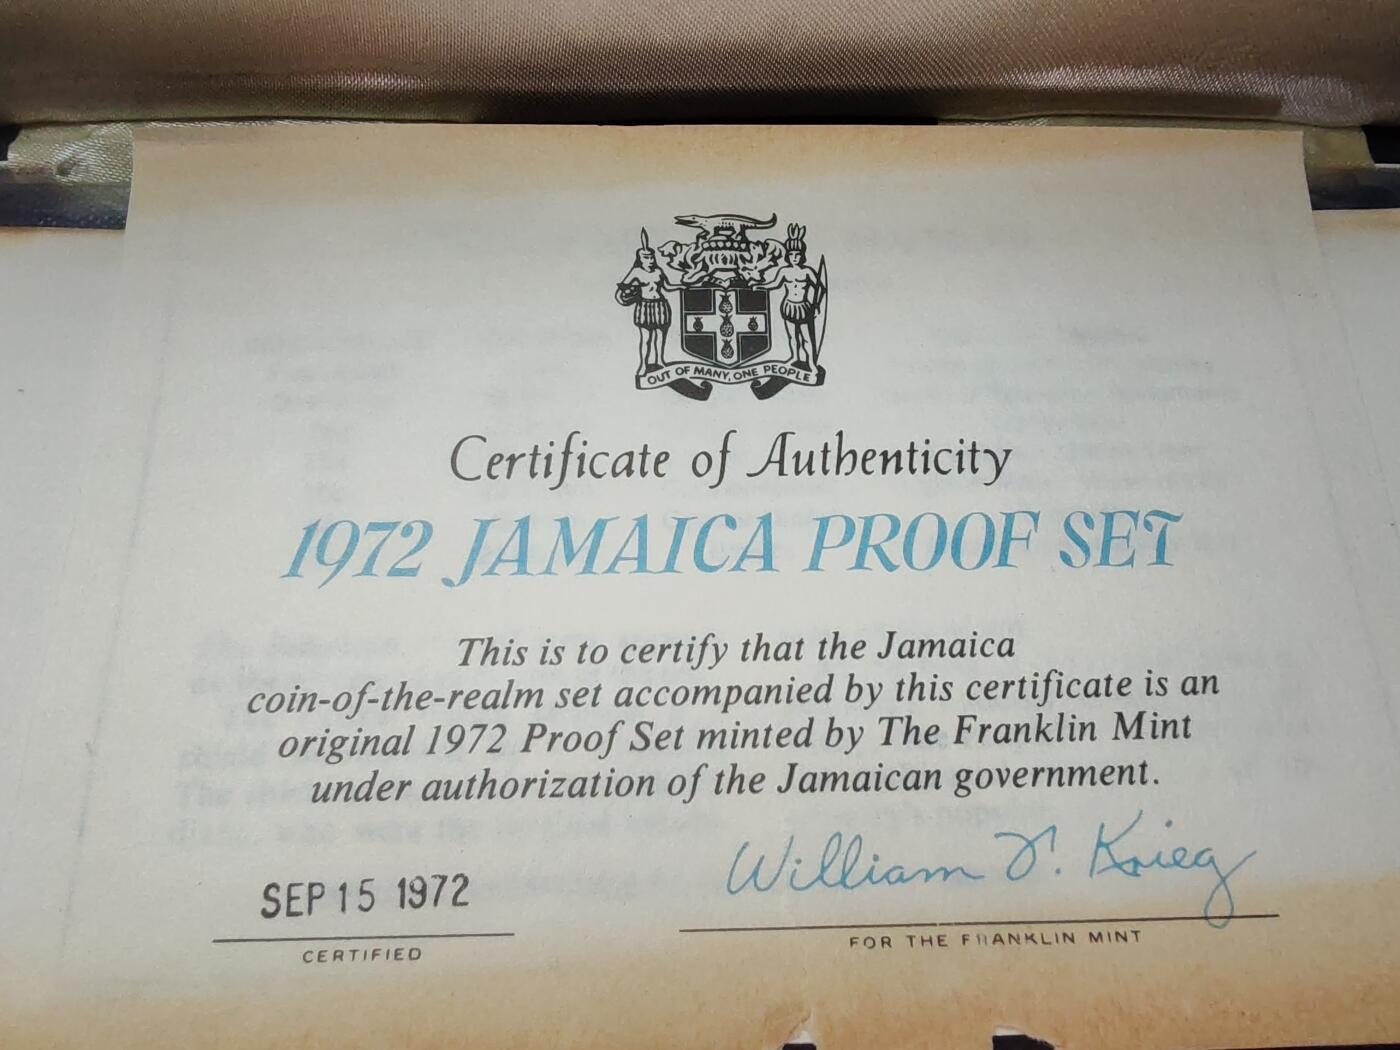 OUT OF MANY, ONE PEOPLE
Certificate of Authenticity
1972 JAMAICA PROOF SET
This is to certify that the Jamaica
coin-of-the-realm set accompanied by this certificate is an
original 1972 Proof Set minted by The Franklin Mint
under authorization of the Jamaican government.
SEP 15 1972
CERTIFIED
William T. Krieg
FOR THE FRANKLIN MINT